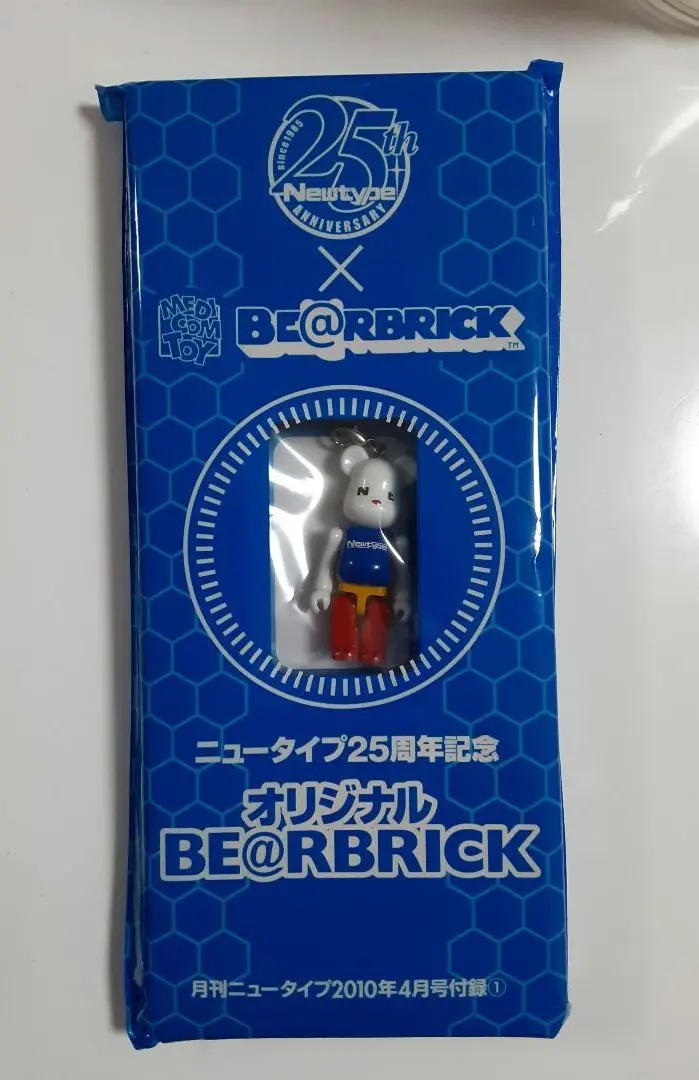 since1985
25th
Newtype
ANNIVERSARY
×
MEDI
COM
TOY
BE@RBRICK
TM
N
Newtype
ニュータイプ25周年記念
オリジナル
BE@RBRICK
月刊ニュータイプ2010年4月号付録①